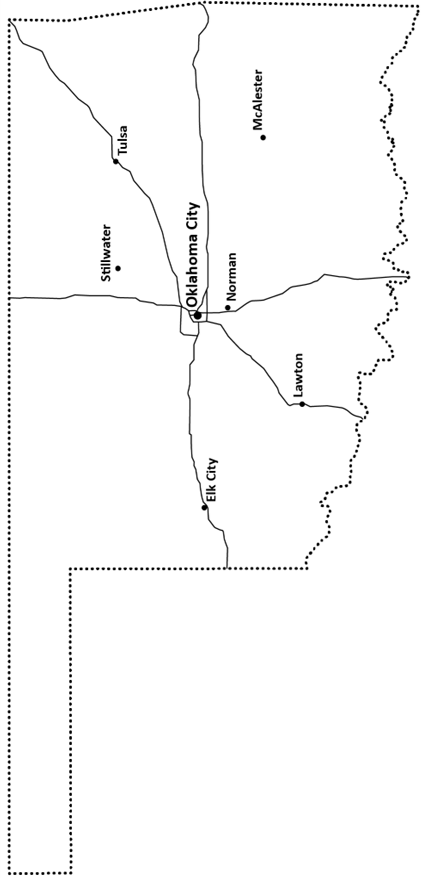 Tulsa
Stillwater
McAlester
Oklahoma City
Norman
Lawton
Elk City